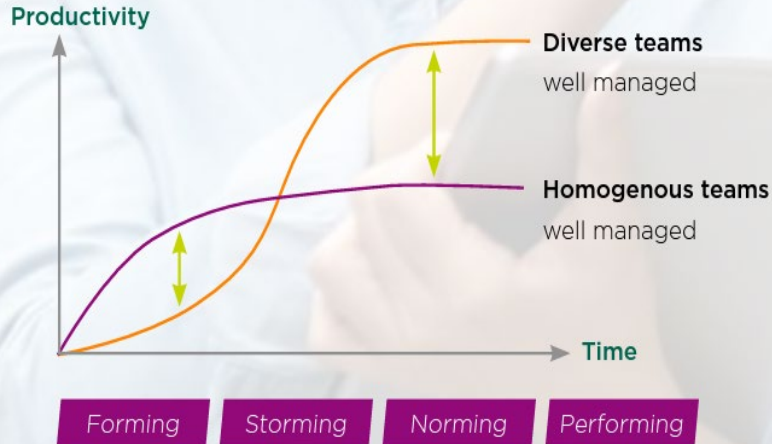 Productivity
Diverse teams
well managed
Homogenous teams
well managed
Time
Forming
Storming
Norming
Performing